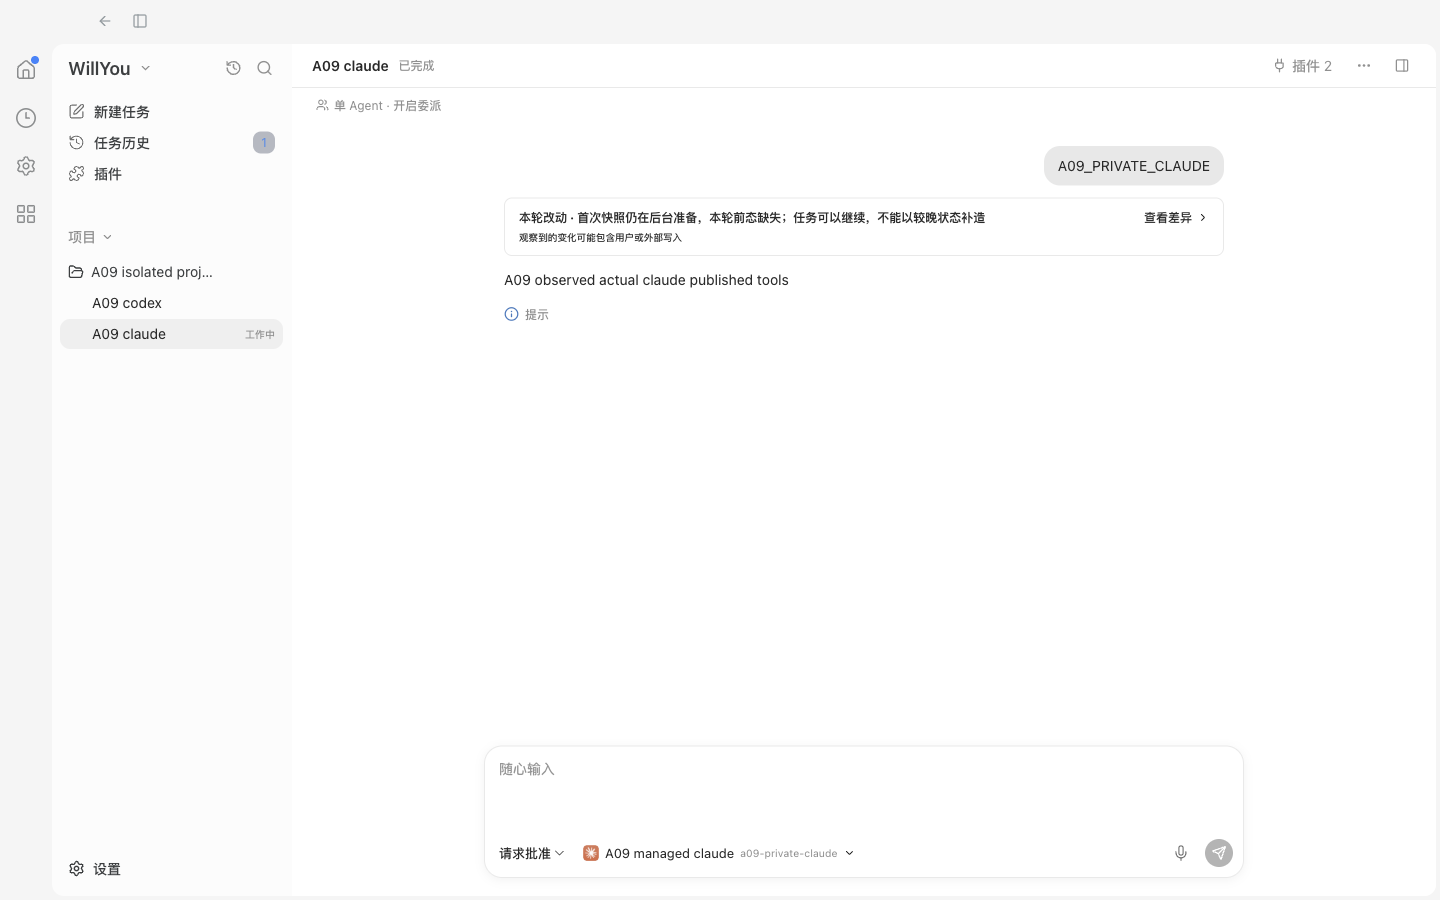 WillYou
新建任务
任务历史 1
插件
项目
A09 isolated proj...
A09 codex
A09 claude 工作中
设置
A09 claude 已完成
插件 2
单 Agent · 开启委派
A09_PRIVATE_CLAUDE
本轮改动 · 首次快照仍在后台准备，本轮前态缺失；任务可以继续，不能以较晚状态补造 查看差异
观察到的变化可能包含用户或外部写入
A09 observed actual claude published tools
提示
随心输入
请求批准 A09 managed claude a09-private-claude